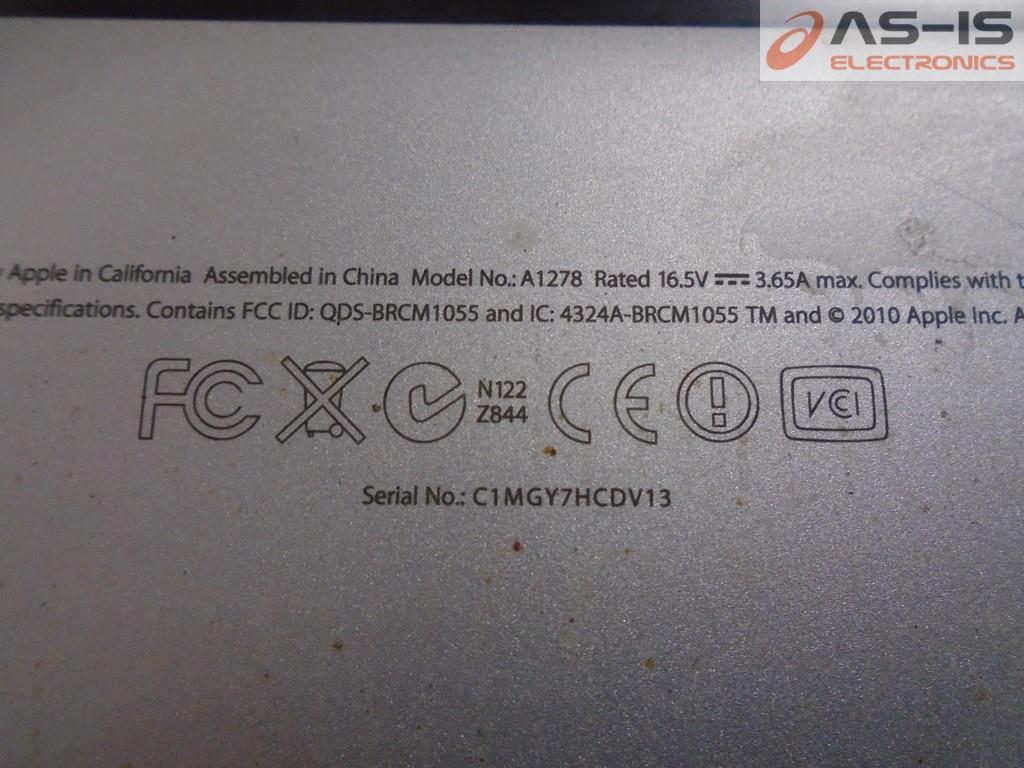 AS-IS
ELECTRONICS
Apple in California Assembled in China Model No.: A1278 Rated 16.5V 3.65A max. Complies with
specifications. Contains FCC ID: QDS-BRCM1055 and IC: 4324A-BRCM1055 TM and © 2010 Apple Inc.
FC N122 CE VCCI
Z844
Serial No.: C1MGY7HCDV13